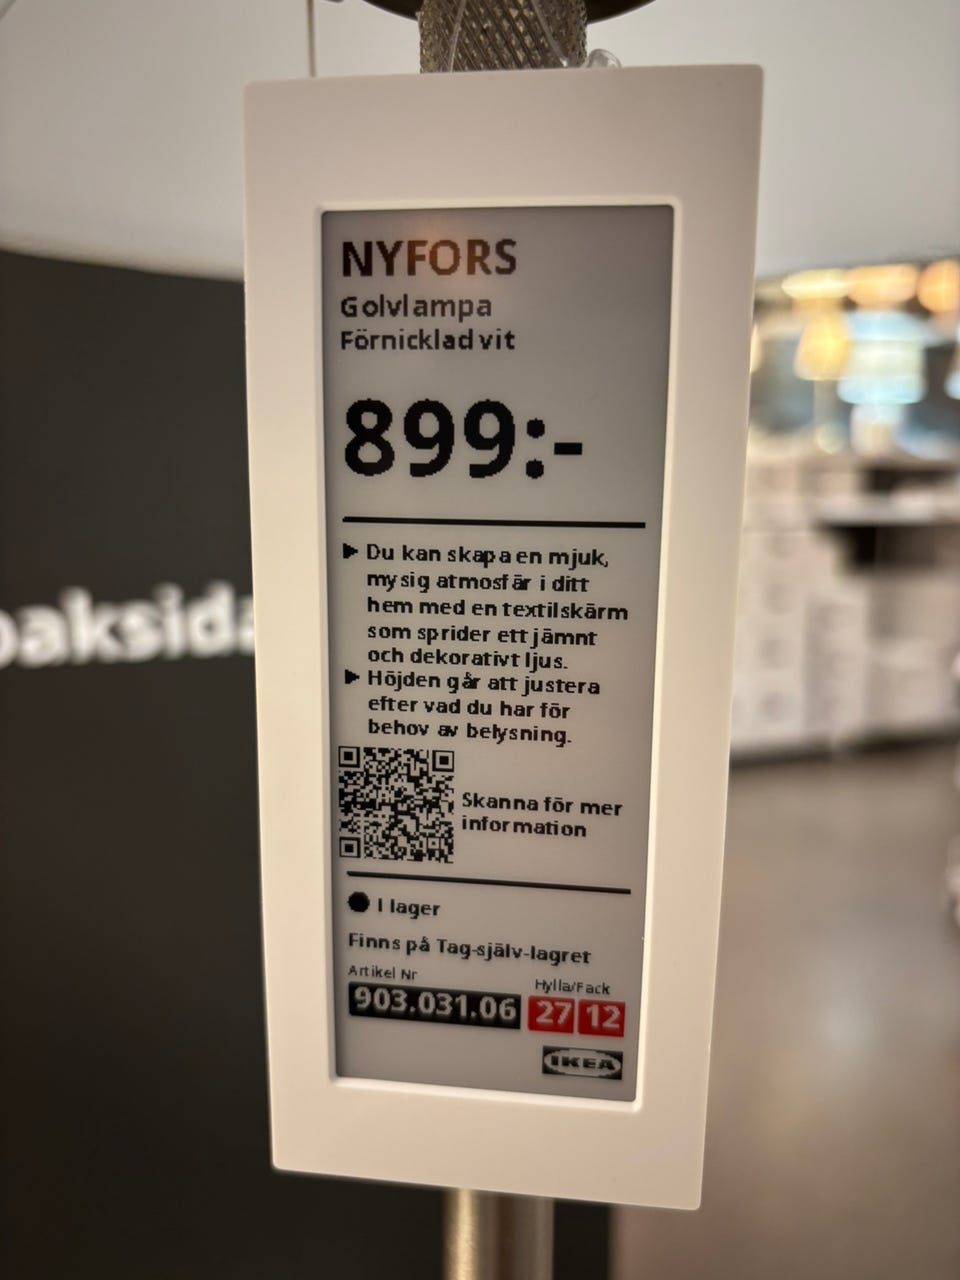 NYFORS
Golvlampa
Förnicklad vit
899:-
► Du kan skapa en mjuk,
mysig atmosfär i ditt
hem med en textilskärm
som sprider ett jämnt
och dekorativt ljus.
► Höjden går att justera
efter vad du har för
behov av belysning.
Skanna för mer
information
● I lager
Finns på Tag-själv-lagret
Artikel Nr
Hylla/Fack
903.031.06 27 12
IKEA